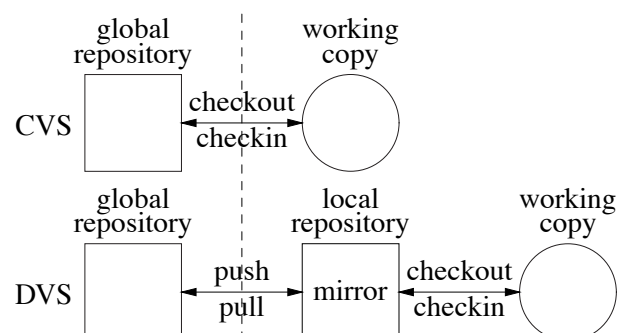 global
repository
working
copy
CVS
checkout
checkin
global
repository
local
repository
working
copy
DVS
push
pull
mirror
checkout
checkin